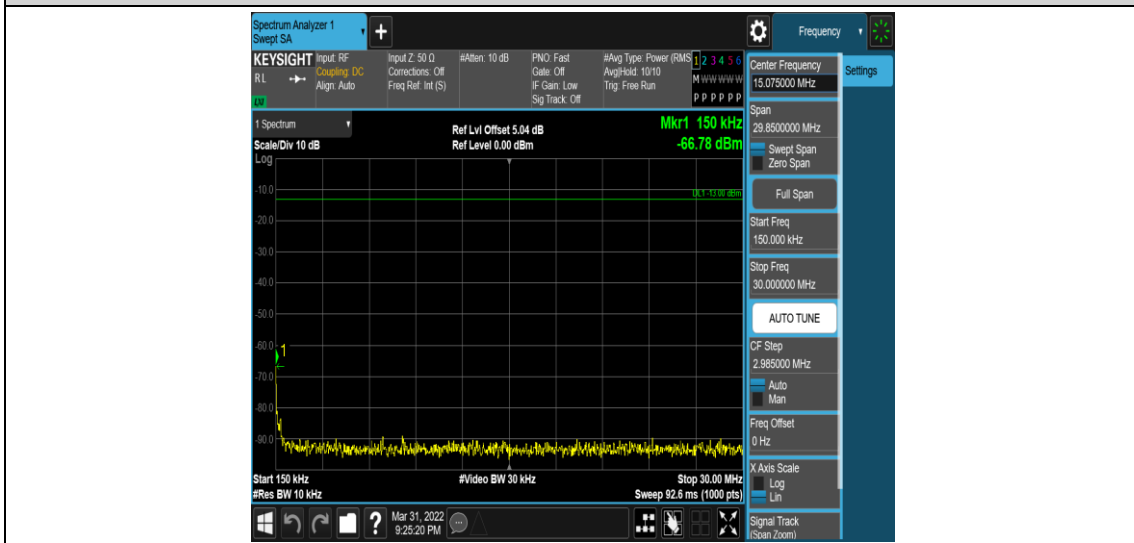 Spectrum Analyzer 1
Swept SA
+
Frequency
KEYSIGHT
RL
LXI
Input: RF
Coupling: DC
Align: Auto
Input Z: 50 Ω
Corrections: Off
Freq Ref: Int (S)
#Atten: 10 dB
PNO: Fast
Gate: Off
IF Gain: Low
Sig Track: Off
#Avg Type: Power (RMS
Avg|Hold: 10/10
Trig: Free Run
1 2 3 4 5 6
M W W W W W
P P P P P P
1 Spectrum
Scale/Div 10 dB
Ref Lvl Offset 5.04 dB
Ref Level 0.00 dBm
Mkr1 150 kHz
-66.78 dBm
Log
DL1 -13.00 dBm
-10.0
-20.0
-30.0
-40.0
-50.0
-60.0
1
-70.0
-80.0
-90.0
Start 150 kHz
#Video BW 30 kHz
Stop 30.00 MHz
#Res BW 10 kHz
Sweep 92.6 ms (1000 pts)
Mar 31, 2022
9:25:20 PM
?
Center Frequency
15.075000 MHz
Settings
Span
29.8500000 MHz
Swept Span
Zero Span
Full Span
Start Freq
150.000 kHz
Stop Freq
30.000000 MHz
AUTO TUNE
CF Step
2.985000 MHz
Auto
Man
Freq Offset
0 Hz
X Axis Scale
Log
Lin
Signal Track
(Span Zoom)